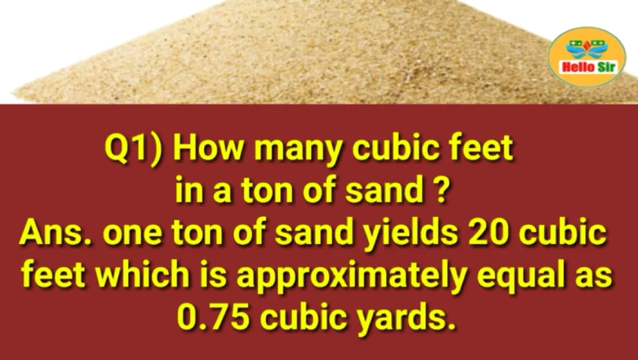 Hello Sir
Q1) How many cubic feet
in a ton of sand ?
Ans. one ton of sand yields 20 cubic
feet which is approximately equal as
0.75 cubic yards.